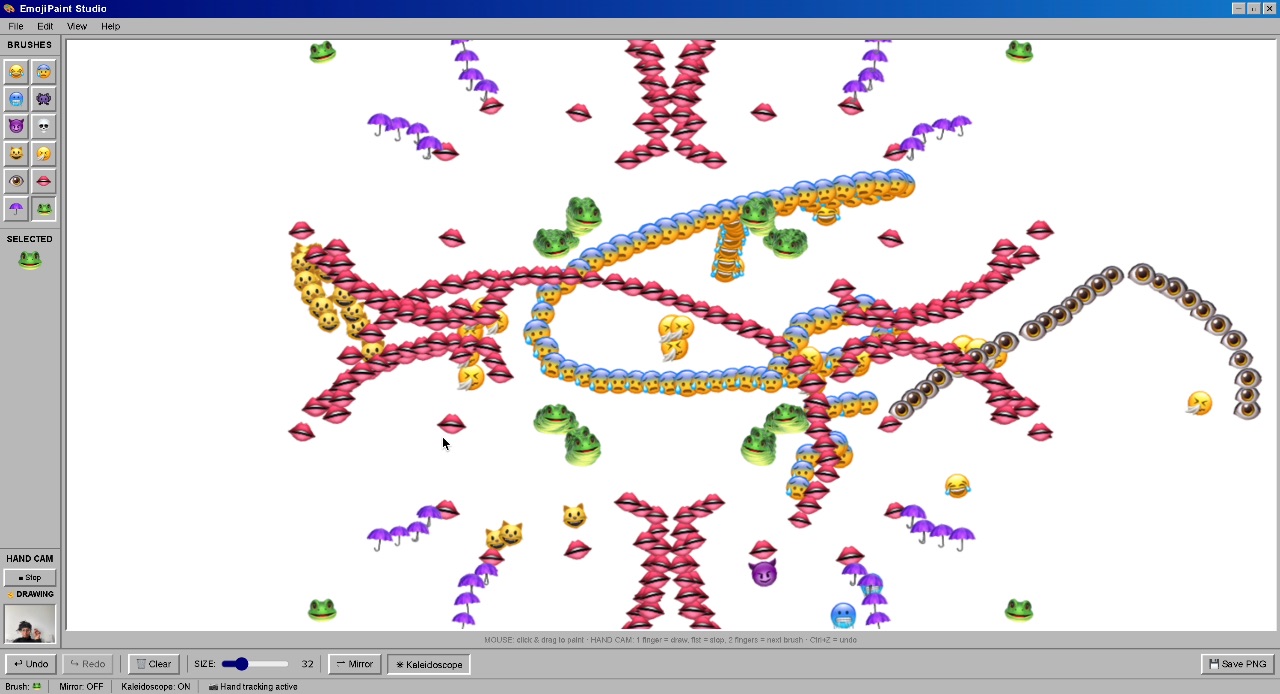 EmojiPaint Studio
File Edit View Help
BRUSHES
SELECTED
HAND CAM
Stop
DRAWING
MOUSE: click & drag to paint · HAND CAM: 1 finger = draw, fist = stop, 2 fingers = next brush · Ctrl+Z = undo
Undo Redo Clear SIZE: 32 Mirror Kaleidoscope Save PNG
Brush: Mirror: OFF Kaleidoscope: ON Hand tracking active